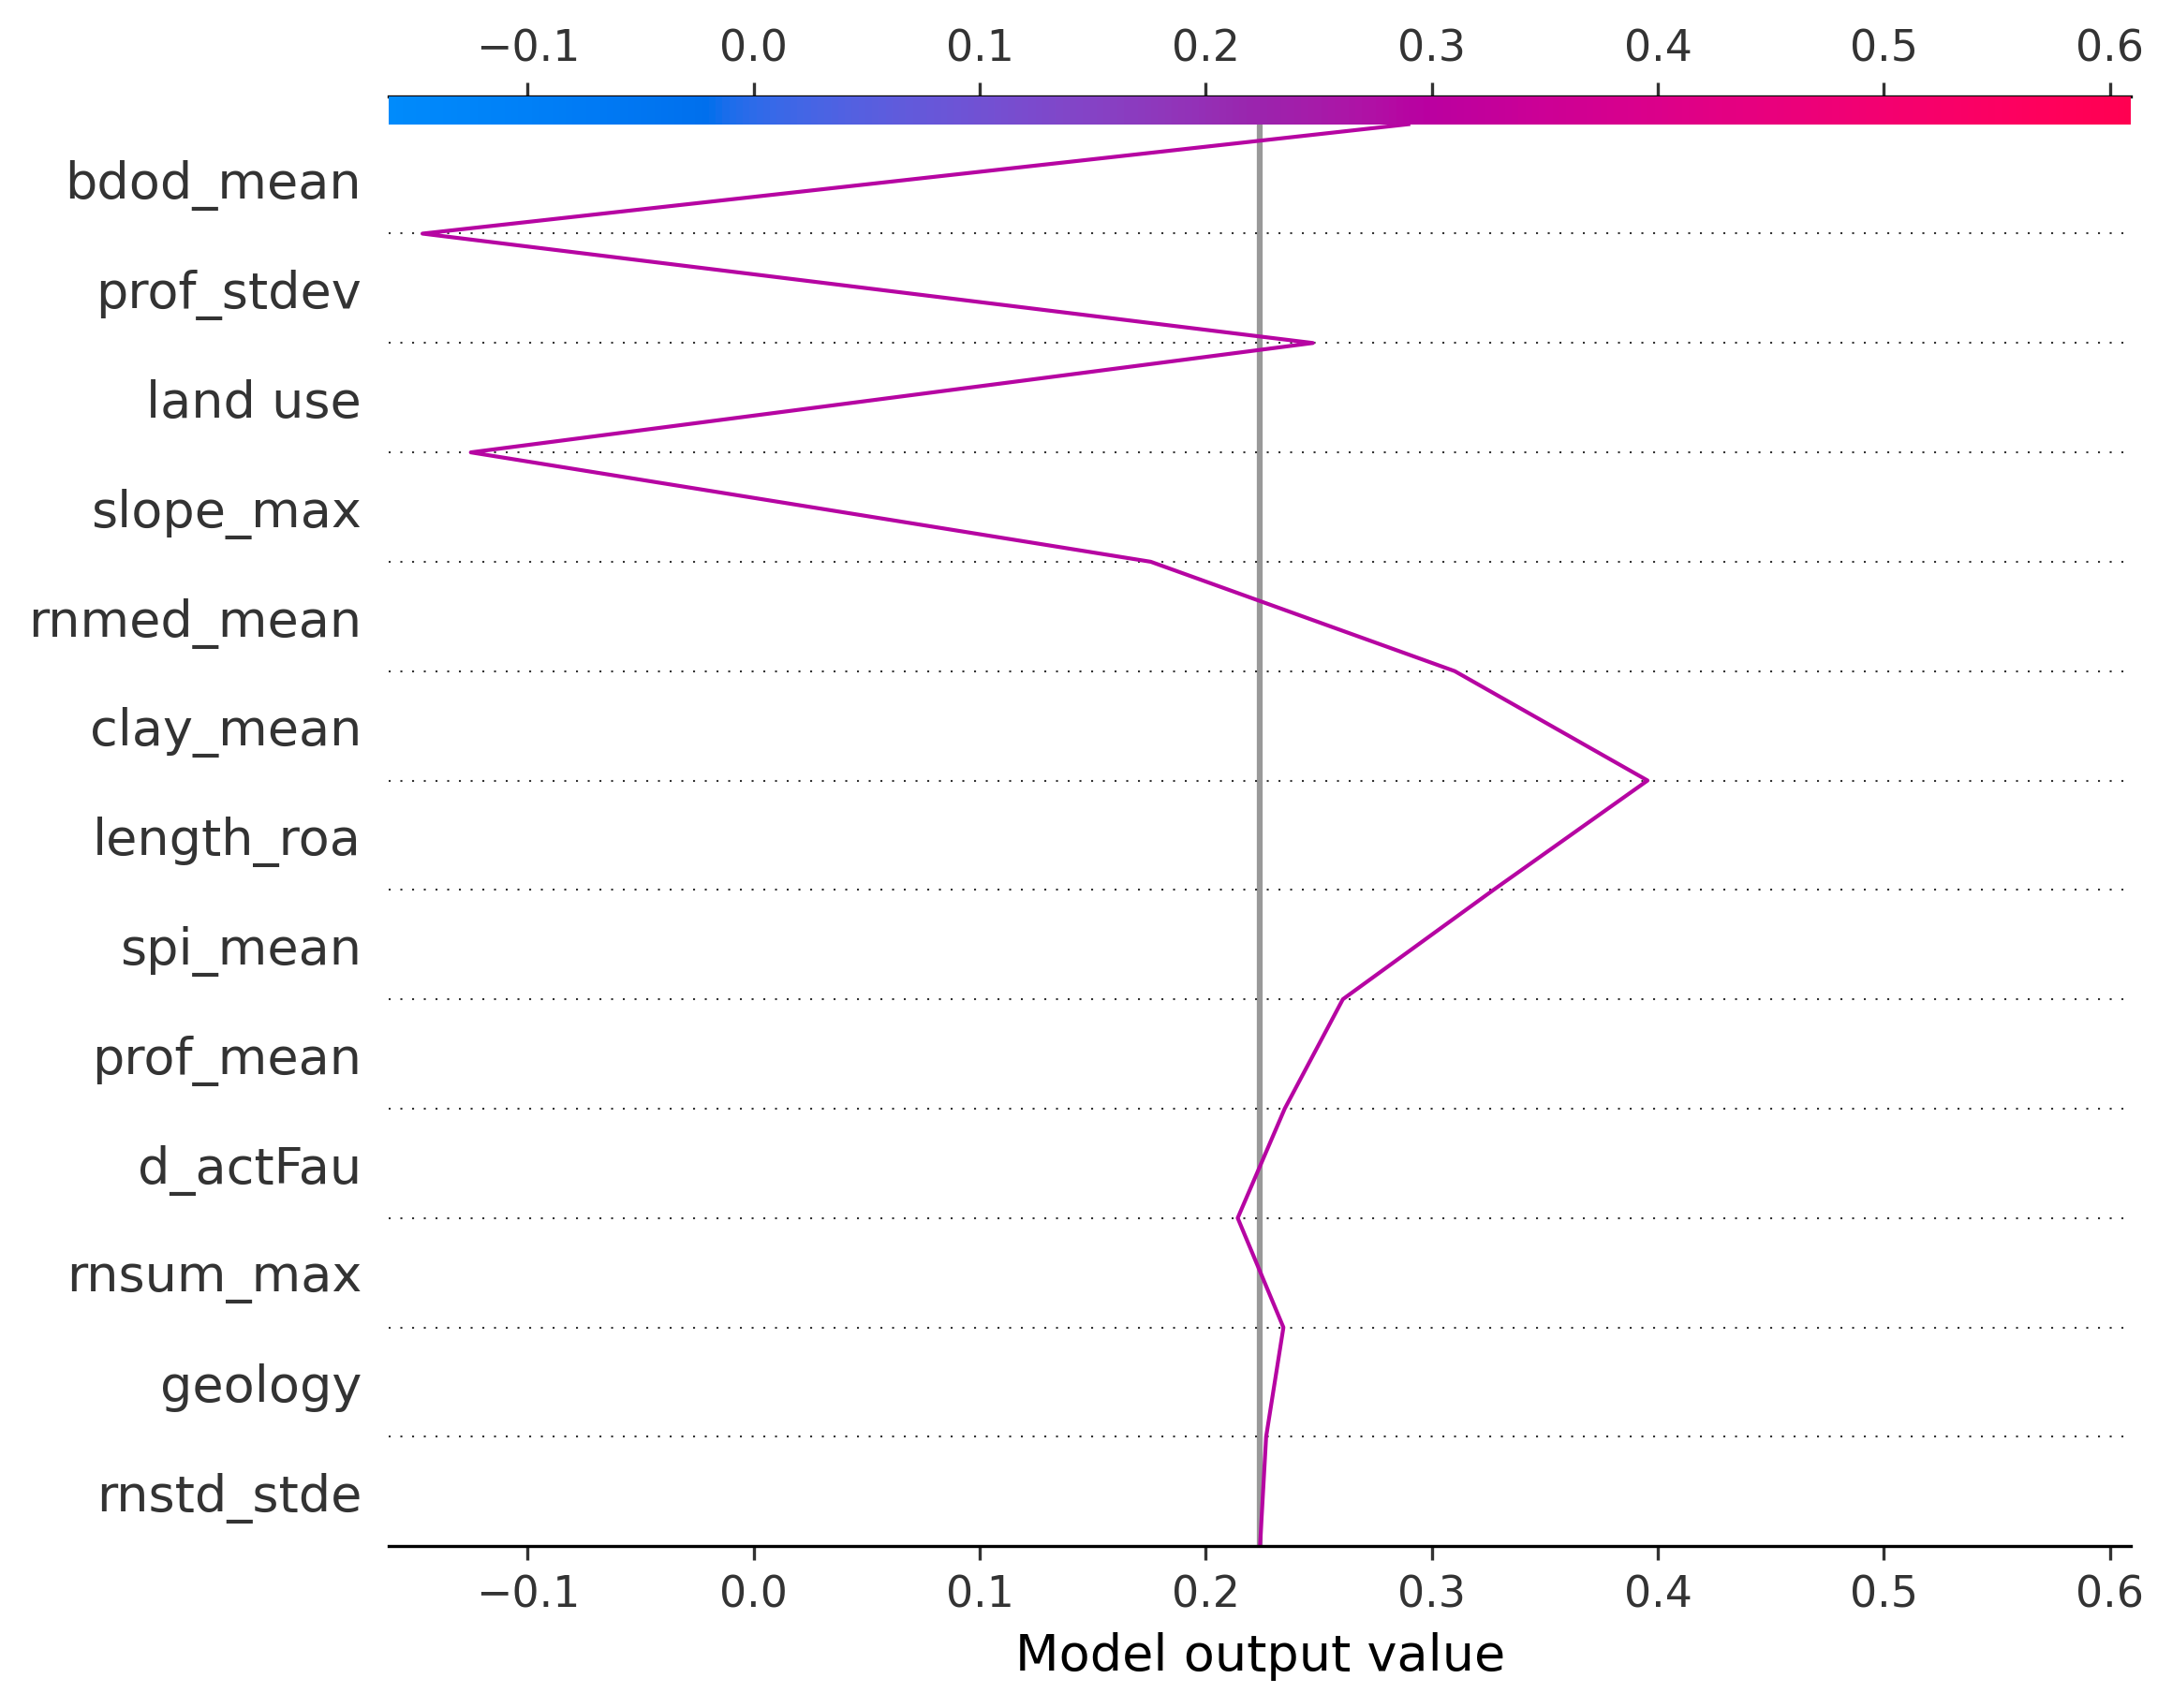 −0.1 0.0 0.1 0.2 0.3 0.4 0.5 0.6
bdod_mean
prof_stdev
land use
slope_max
rnmed_mean
clay_mean
length_roa
spi_mean
prof_mean
d_actFau
rnsum_max
geology
rnstd_stde
−0.1 0.0 0.1 0.2 0.3 0.4 0.5 0.6
Model output value